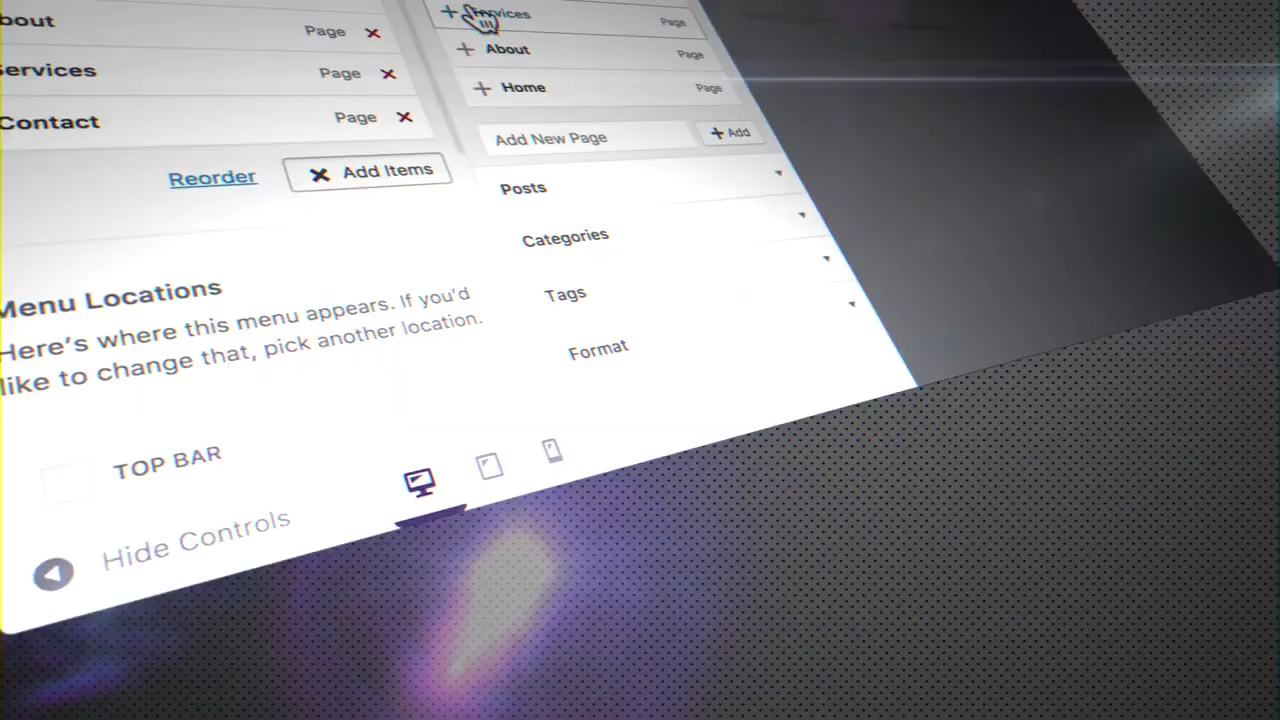 bout Page
ervices Page
Contact Page
Reorder Add Items
Menu Locations
Here's where this menu appears. If you'd
like to change that, pick another location.
TOP BAR
Hide Controls
Services Page
About Page
Home Page
Add New Page Add
Posts
Categories
Tags
Format